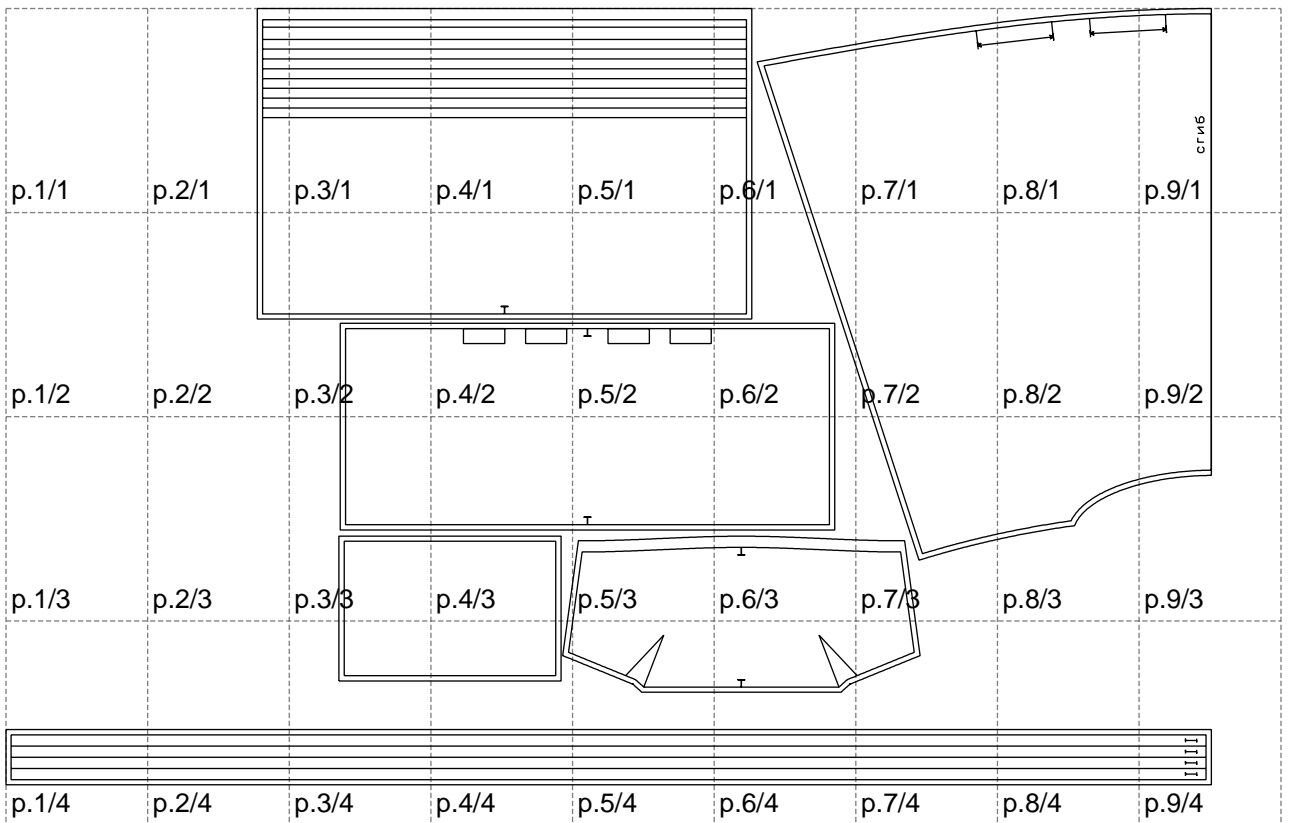 сгиб
p.1/1 p.2/1 p.3/1 p.4/1 p.5/1 p.6/1 p.7/1 p.8/1 p.9/1
p.1/2 p.2/2 p.3/2 p.4/2 p.5/2 p.6/2 p.7/2 p.8/2 p.9/2
p.1/3 p.2/3 p.3/3 p.4/3 p.5/3 p.6/3 p.7/3 p.8/3 p.9/3
p.1/4 p.2/4 p.3/4 p.4/4 p.5/4 p.6/4 p.7/4 p.8/4 p.9/4